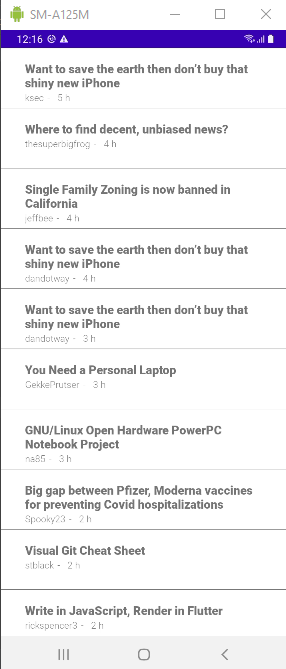 SM-A125M
12:16
Want to save the earth then don't buy that
shiny new iPhone
ksec - 5 h
Where to find decent, unbiased news?
thesuperbigfrog - 4 h
Single Family Zoning is now banned in
California
jeffbee - 4 h
Want to save the earth then don't buy that
shiny new iPhone
dandotway - 4 h
Want to save the earth then don't buy that
shiny new iPhone
dandotway - 3 h
You Need a Personal Laptop
GekkePrutser - 3 h
GNU/Linux Open Hardware PowerPC
Notebook Project
na85 - 3 h
Big gap between Pfizer, Moderna vaccines
for preventing Covid hospitalizations
Spooky23 - 2 h
Visual Git Cheat Sheet
stblack - 2 h
Write in JavaScript, Render in Flutter
rickspencer3 - 2 h